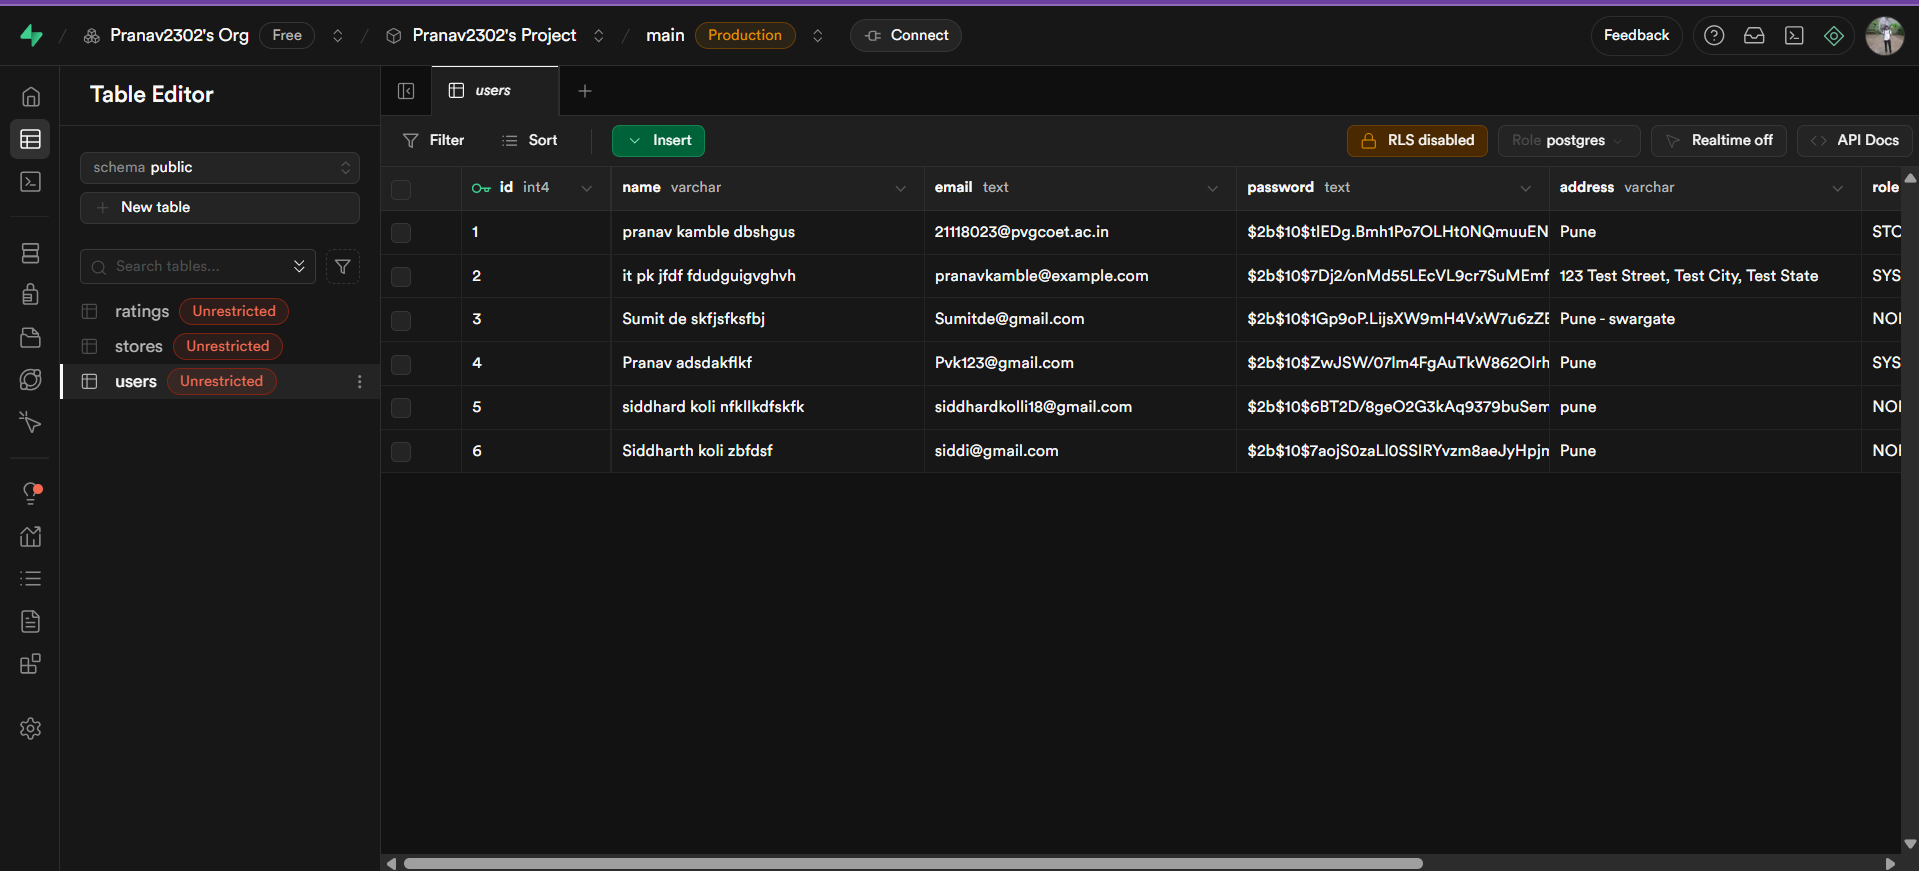 Pranav2302's Org Free Pranav2302's Project main Production Connect Feedback
Table Editor
schema public
New table
Search tables...
ratings Unrestricted
stores Unrestricted
users Unrestricted
users
Filter Sort Insert RLS disabled Role postgres Realtime off API Docs
id int4 name varchar email text password text address varchar role
1 pranav kamble dbshgus 21118023@pvgcoet.ac.in $2b$10$tlEDg.Bmh1Po7OLHt0NQmuuEN Pune STO
2 it pk jfdf fdudguigvghvh pranavkamble@example.com $2b$10$7Dj2/onMd55LEcVL9cr7SuMEmf 123 Test Street, Test City, Test State SYS
3 Sumit de skfjsfksfbj Sumitde@gmail.com $2b$10$1Gp9oP.LijsXW9mH4VxW7u6zZE Pune - swargate NOI
4 Pranav adsdakflkf Pvk123@gmail.com $2b$10$ZwJSW/07lm4FgAuTkW862Olrh Pune SYS
5 siddhard koli nfkllkdfskfk siddhardkolli18@gmail.com $2b$10$6BT2D/8geO2G3kAq9379buSem pune NOI
6 Siddharth koli zbfdsf siddi@gmail.com $2b$10$7aojS0zaLl0SSIRYvzm8aeJyHpjm Pune NOI